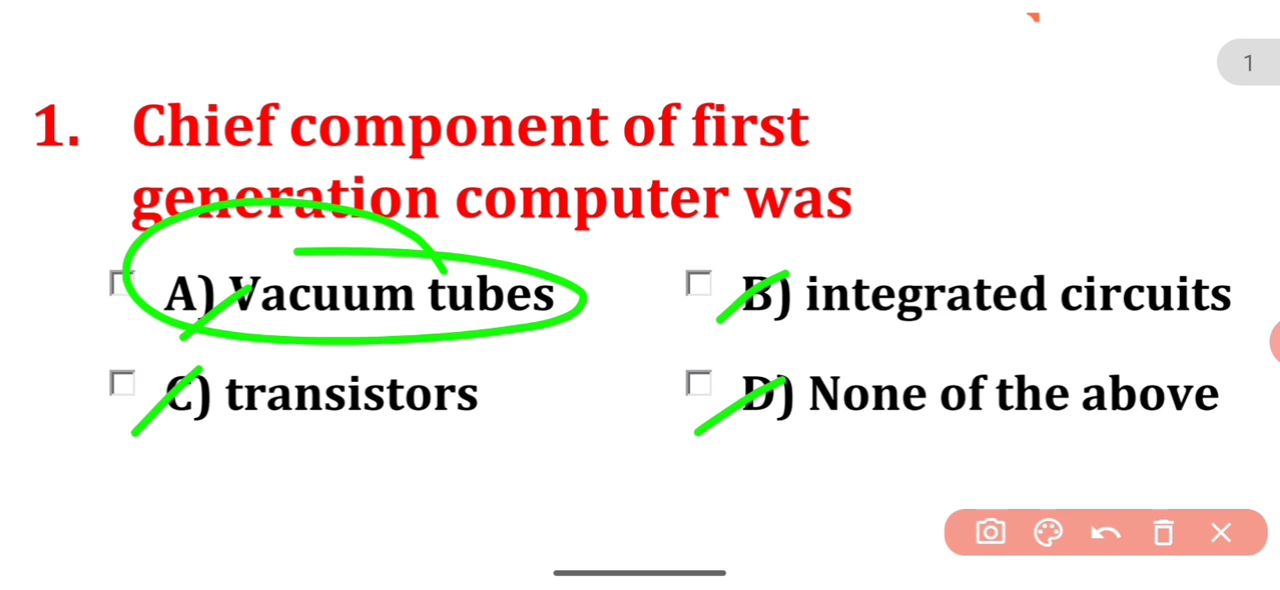 1
1. Chief component of first
generation computer was
A) Vacuum tubes
B) integrated circuits
C) transistors
D) None of the above